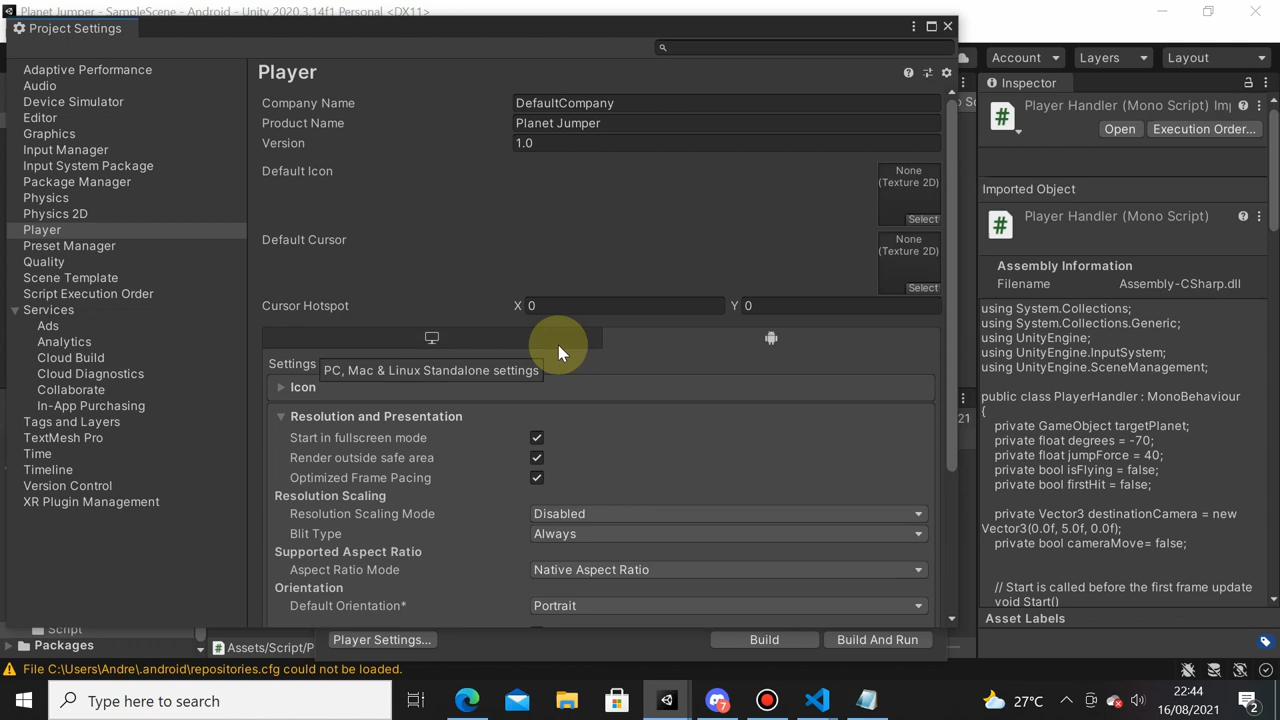 Planet Jumper - SampleScene - Android - Unity 2020.3.14f1 Personal <DX11>
Project Settings
Adaptive Performance
Audio
Device Simulator
Editor
Graphics
Input Manager
Input System Package
Package Manager
Physics
Physics 2D
Player
Preset Manager
Quality
Scene Template
Script Execution Order
Services
Ads
Analytics
Cloud Build
Cloud Diagnostics
Collaborate
In-App Purchasing
Tags and Layers
TextMesh Pro
Time
Timeline
Version Control
XR Plugin Management
Player
Company Name DefaultCompany
Product Name Planet Jumper
Version 1.0
Default Icon
None
(Texture 2D)
Select
Default Cursor
None
(Texture 2D)
Select
Cursor Hotspot X 0 Y 0
Settings
PC, Mac & Linux Standalone settings
Icon
Resolution and Presentation
Start in fullscreen mode
Render outside safe area
Optimized Frame Pacing
Resolution Scaling
Resolution Scaling Mode Disabled
Blit Type Always
Supported Aspect Ratio
Aspect Ratio Mode Native Aspect Ratio
Orientation
Default Orientation* Portrait
Player Settings... Build Build And Run
Account Layers Layout
Inspector
Player Handler (Mono Script) Im
Open Execution Order...
Imported Object
Player Handler (Mono Script)
Assembly Information
Filename Assembly-CSharp.dll
using System.Collections;
using System.Collections.Generic;
using UnityEngine;
using UnityEngine.InputSystem;
using UnityEngine.SceneManagement;
public class PlayerHandler : MonoBehaviour
{
private GameObject targetPlanet;
private float degrees = -70;
private float jumpForce = 40;
private bool isFlying = false;
private bool firstHit = false;
private Vector3 destinationCamera = new
Vector3(0.0f, 5.0f, 0.0f);
private bool cameraMove= false;
// Start is called before the first frame update
void Start()
Asset Labels
21
Script
Packages
Assets/Script/P
File C:\Users\Andre\.android\repositories.cfg could not be loaded.
Type here to search
7
27°C
22:44
16/08/2021
2